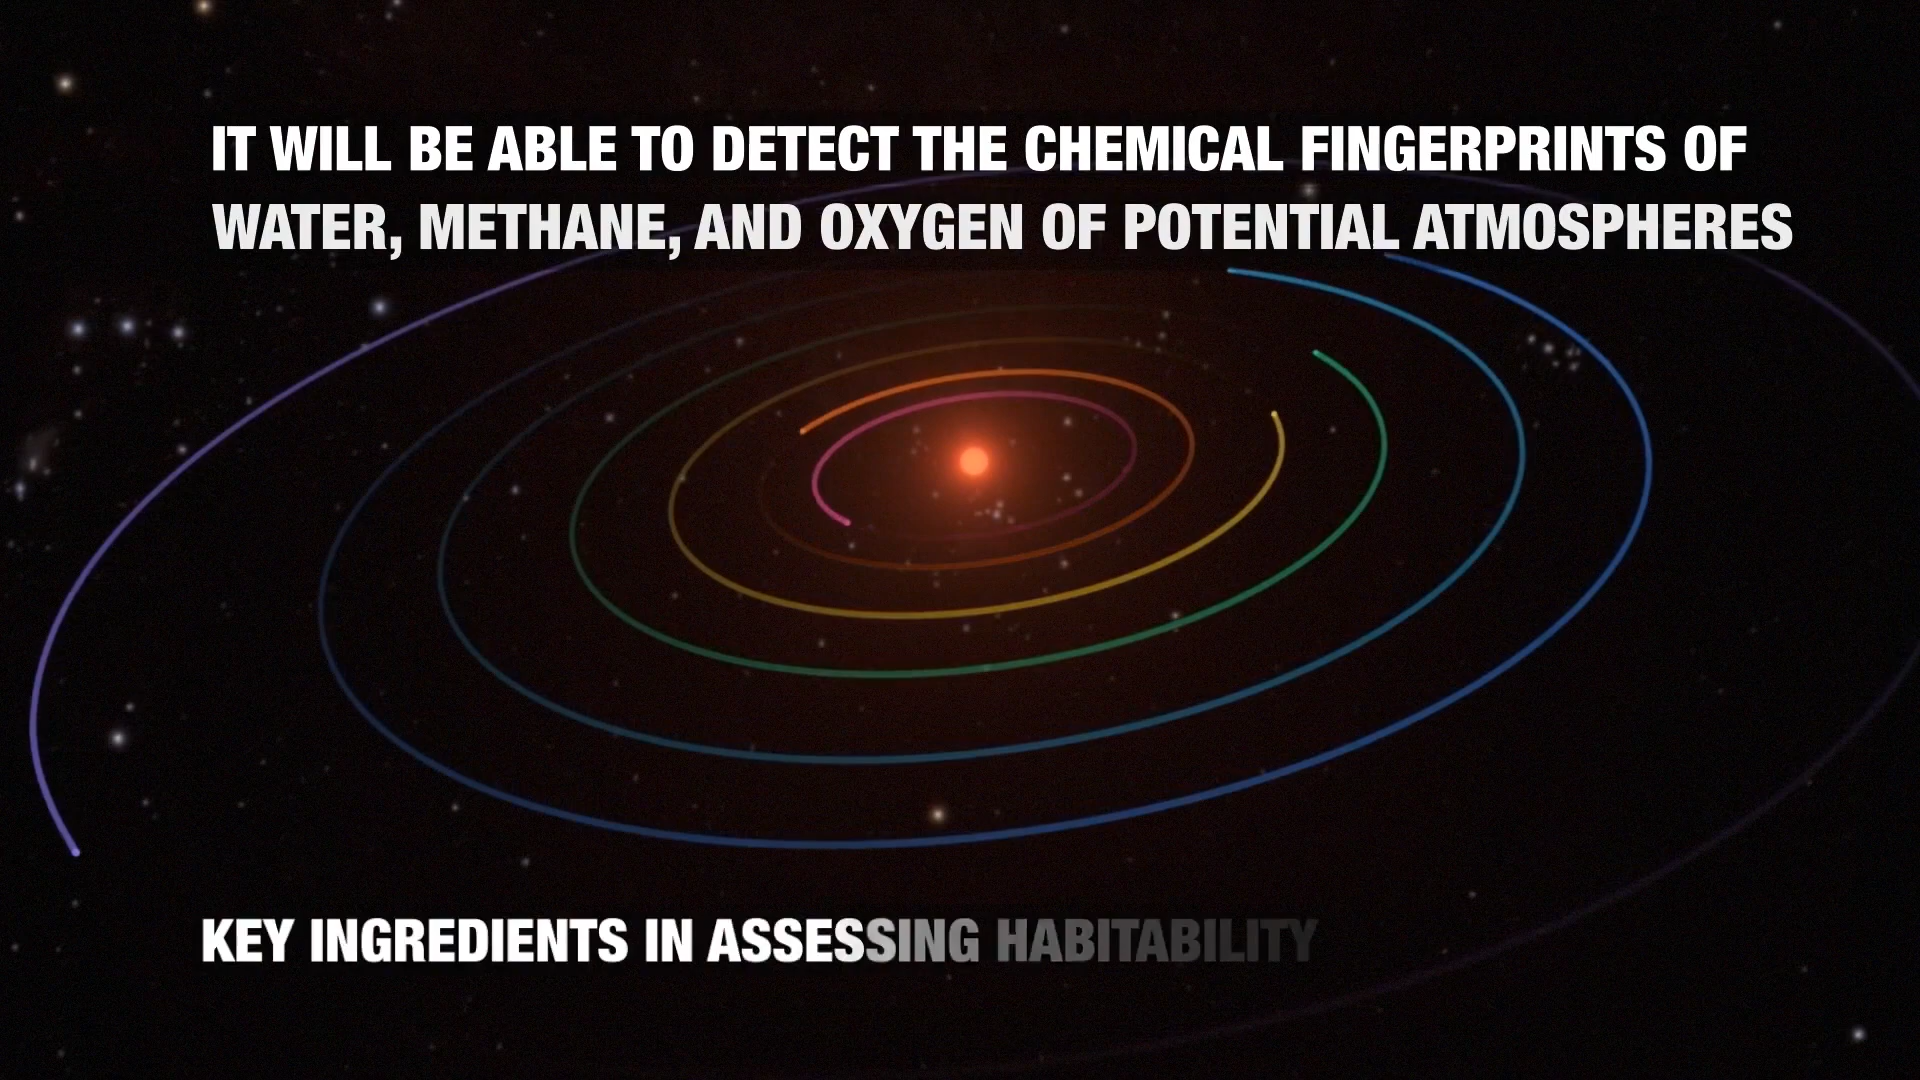 IT WILL BE ABLE TO DETECT THE CHEMICAL FINGERPRINTS OF
WATER, METHANE, AND OXYGEN OF POTENTIAL ATMOSPHERES
KEY INGREDIENTS IN ASSESSING HABITABILITY